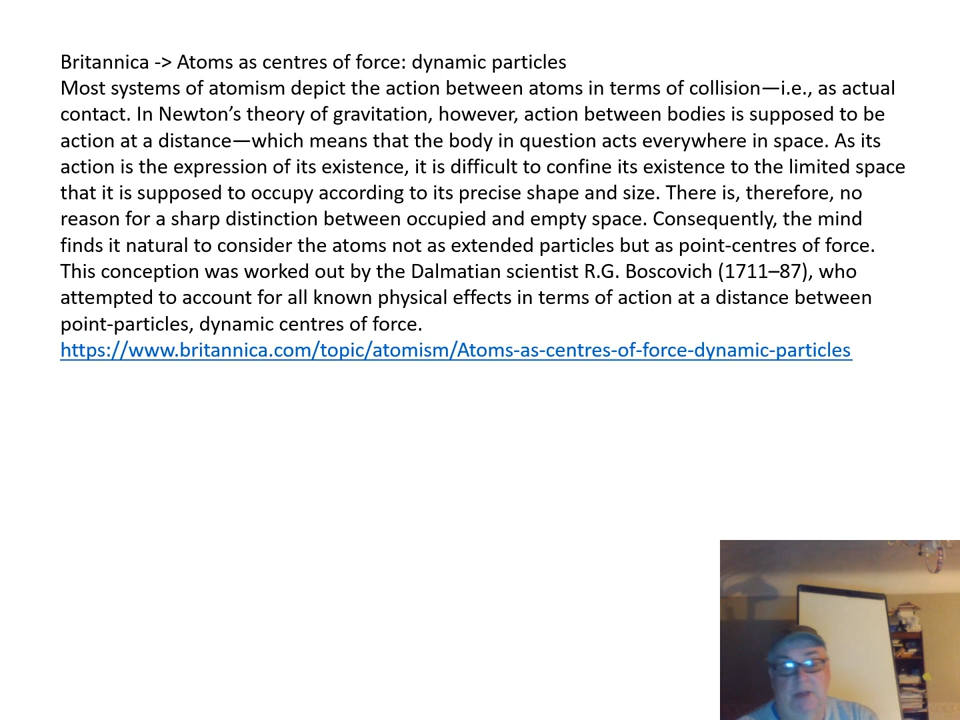 Britannica -> Atoms as centres of force: dynamic particles
Most systems of atomism depict the action between atoms in terms of collision—i.e., as actual
contact. In Newton’s theory of gravitation, however, action between bodies is supposed to be
action at a distance—which means that the body in question acts everywhere in space. As its
action is the expression of its existence, it is difficult to confine its existence to the limited space
that it is supposed to occupy according to its precise shape and size. There is, therefore, no
reason for a sharp distinction between occupied and empty space. Consequently, the mind
finds it natural to consider the atoms not as extended particles but as point-centres of force.
This conception was worked out by the Dalmatian scientist R.G. Boscovich (1711–87), who
attempted to account for all known physical effects in terms of action at a distance between
point-particles, dynamic centres of force.
https://www.britannica.com/topic/atomism/Atoms-as-centres-of-force-dynamic-particles